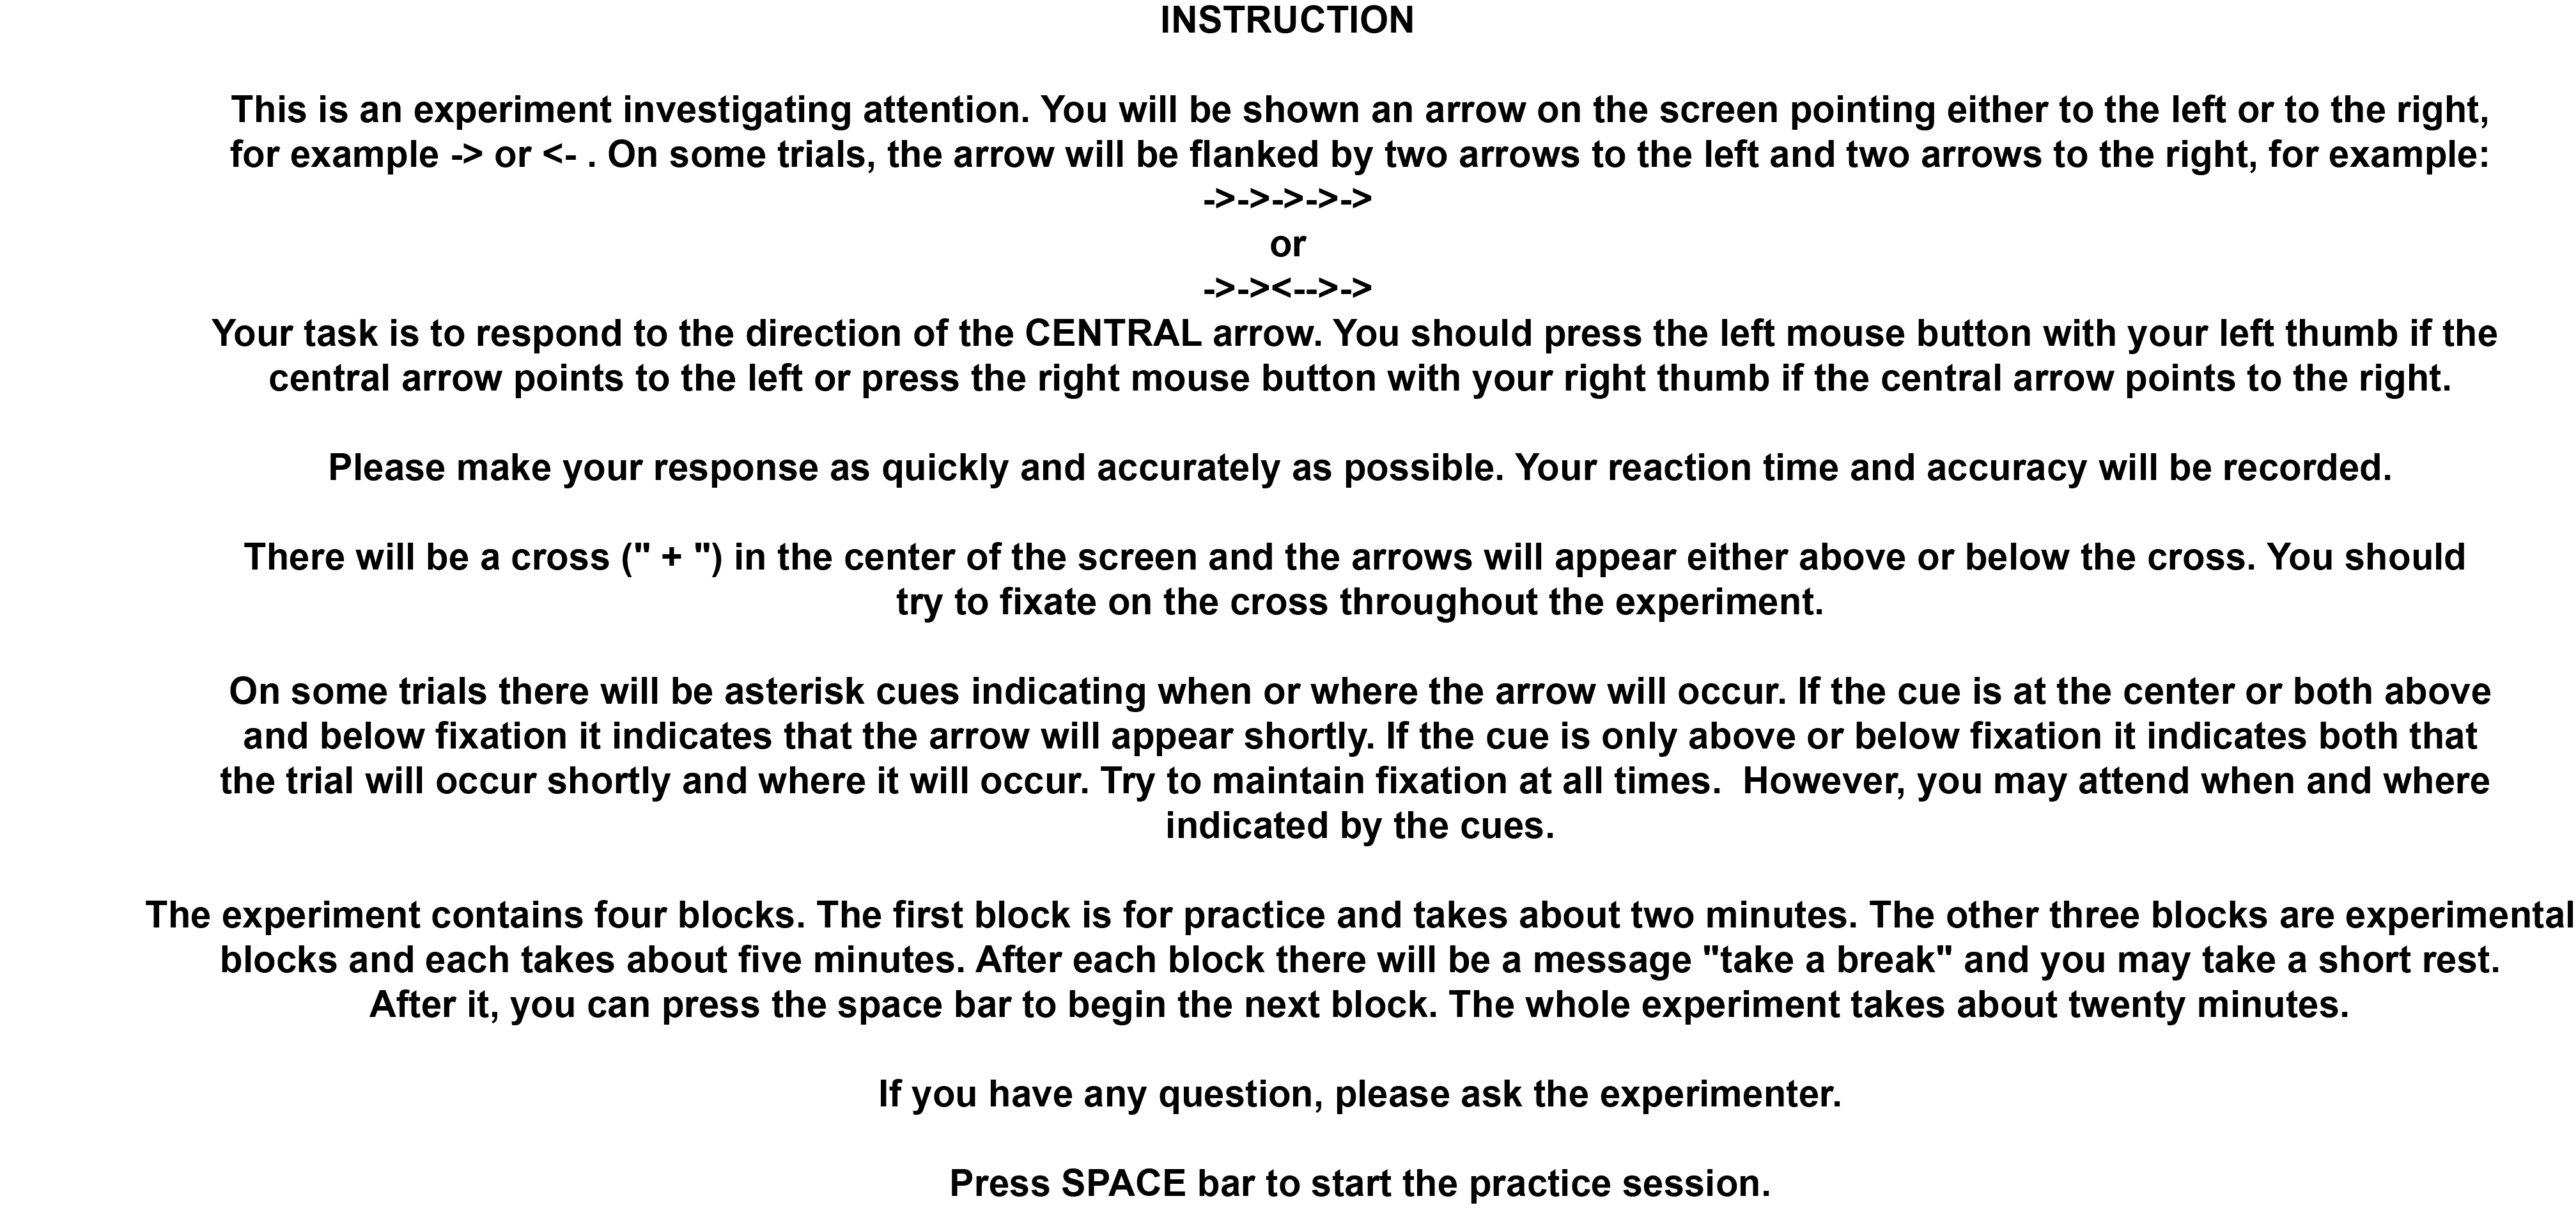 INSTRUCTION
This is an experiment investigating attention. You will be shown an arrow on the screen pointing either to the left or to the right,
for example -> or <- . On some trials, the arrow will be flanked by two arrows to the left and two arrows to the right, for example:
->->->->->
or
->-><-->->
Your task is to respond to the direction of the CENTRAL arrow. You should press the left mouse button with your left thumb if the
central arrow points to the left or press the right mouse button with your right thumb if the central arrow points to the right.
Please make your response as quickly and accurately as possible. Your reaction time and accuracy will be recorded.
There will be a cross (" + ") in the center of the screen and the arrows will appear either above or below the cross. You should
try to fixate on the cross throughout the experiment.
On some trials there will be asterisk cues indicating when or where the arrow will occur. If the cue is at the center or both above
and below fixation it indicates that the arrow will appear shortly. If the cue is only above or below fixation it indicates both that
the trial will occur shortly and where it will occur. Try to maintain fixation at all times.  However, you may attend when and where
indicated by the cues.
The experiment contains four blocks. The first block is for practice and takes about two minutes. The other three blocks are experimental
blocks and each takes about five minutes. After each block there will be a message "take a break" and you may take a short rest.
After it, you can press the space bar to begin the next block. The whole experiment takes about twenty minutes.
If you have any question, please ask the experimenter.
Press SPACE bar to start the practice session.